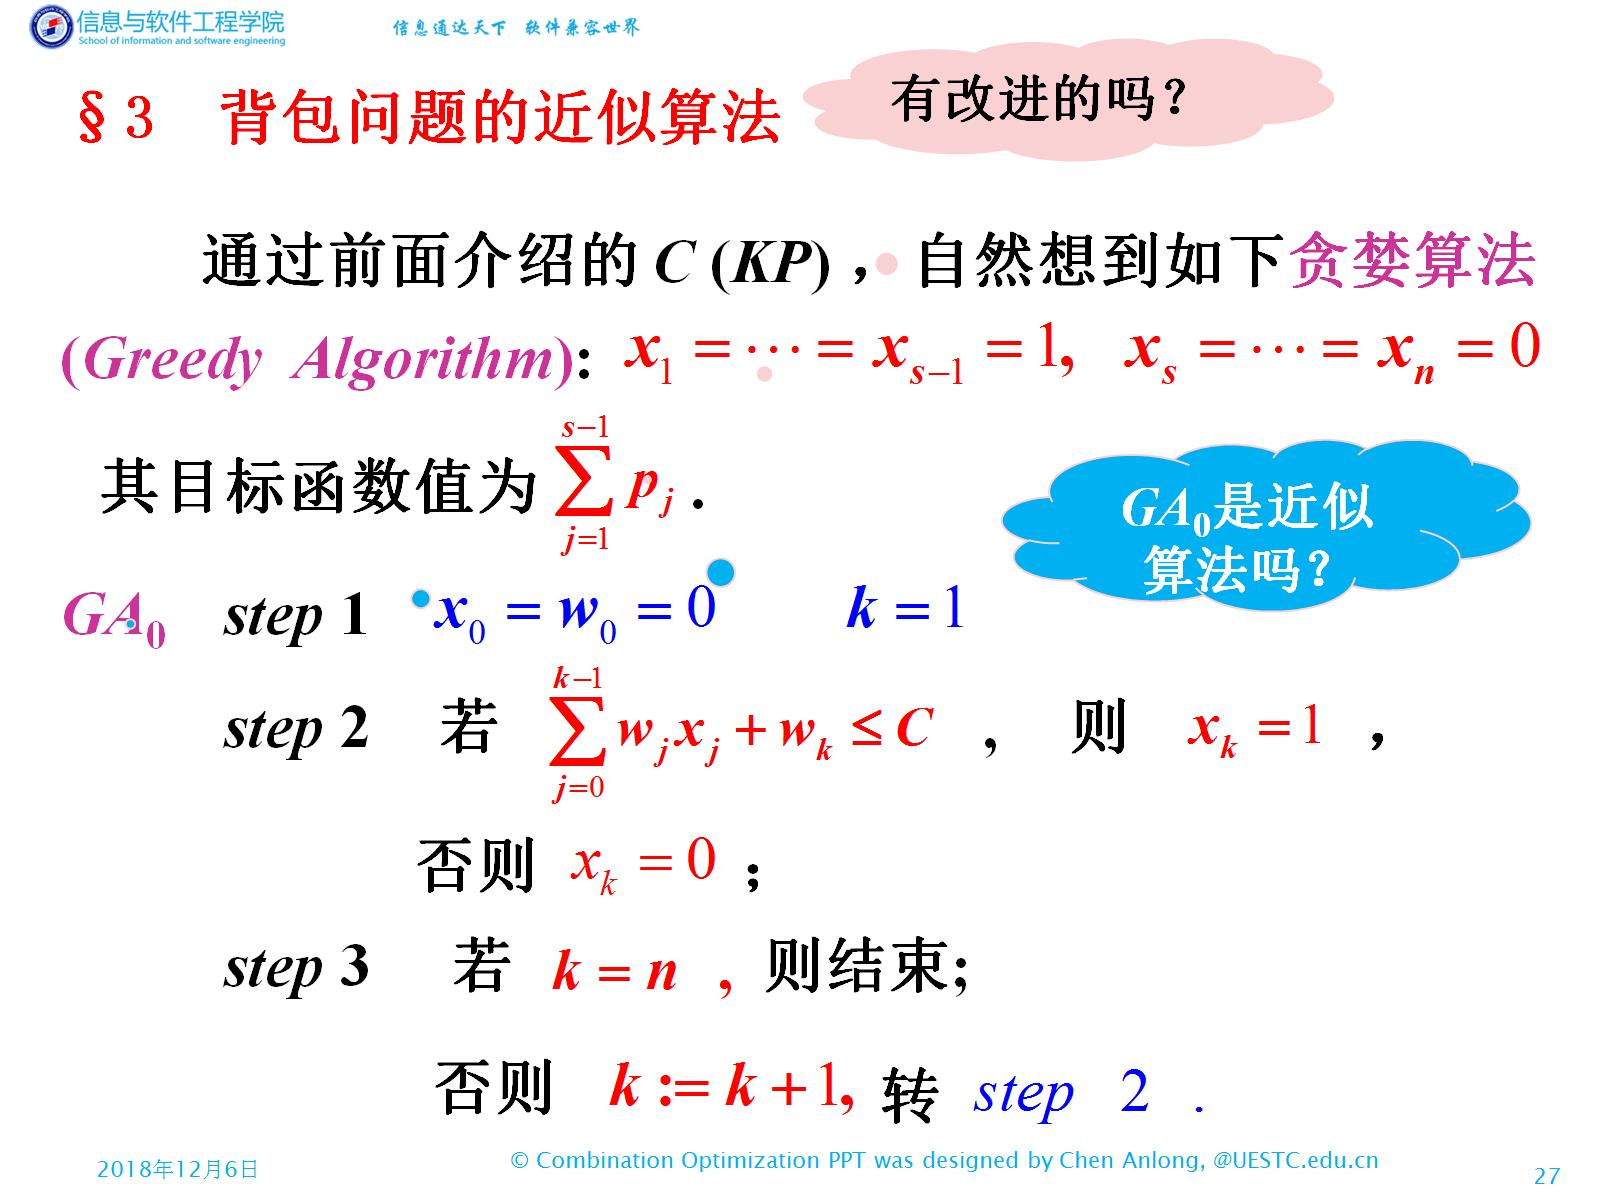 信息与软件工程学院
School of information and software engineering
信息通达天下 软件兼容世界
§3 背包问题的近似算法
有改进的吗?
通过前面介绍的 C (KP) ，自然想到如下贪婪算法
(Greedy Algorithm): x₁ = ⋯ = xₛ₋₁ = 1, xₛ = ⋯ = xₙ = 0
其目标函数值为 ∑_{j=1}^{s−1} p_j .
GA₀是近似
算法吗?
GA₀ step 1 x₀ = w₀ = 0 k = 1
step 2 若 ∑_{j=0}^{k−1} w_j x_j + w_k ≤ C , 则 x_k = 1 ，
否则 x_k = 0 ；
step 3 若 k = n , 则结束;
否则 k := k + 1, 转 step 2 .
2018年12月6日
© Combination Optimization PPT was designed by Chen Anlong, @UESTC.edu.cn
27